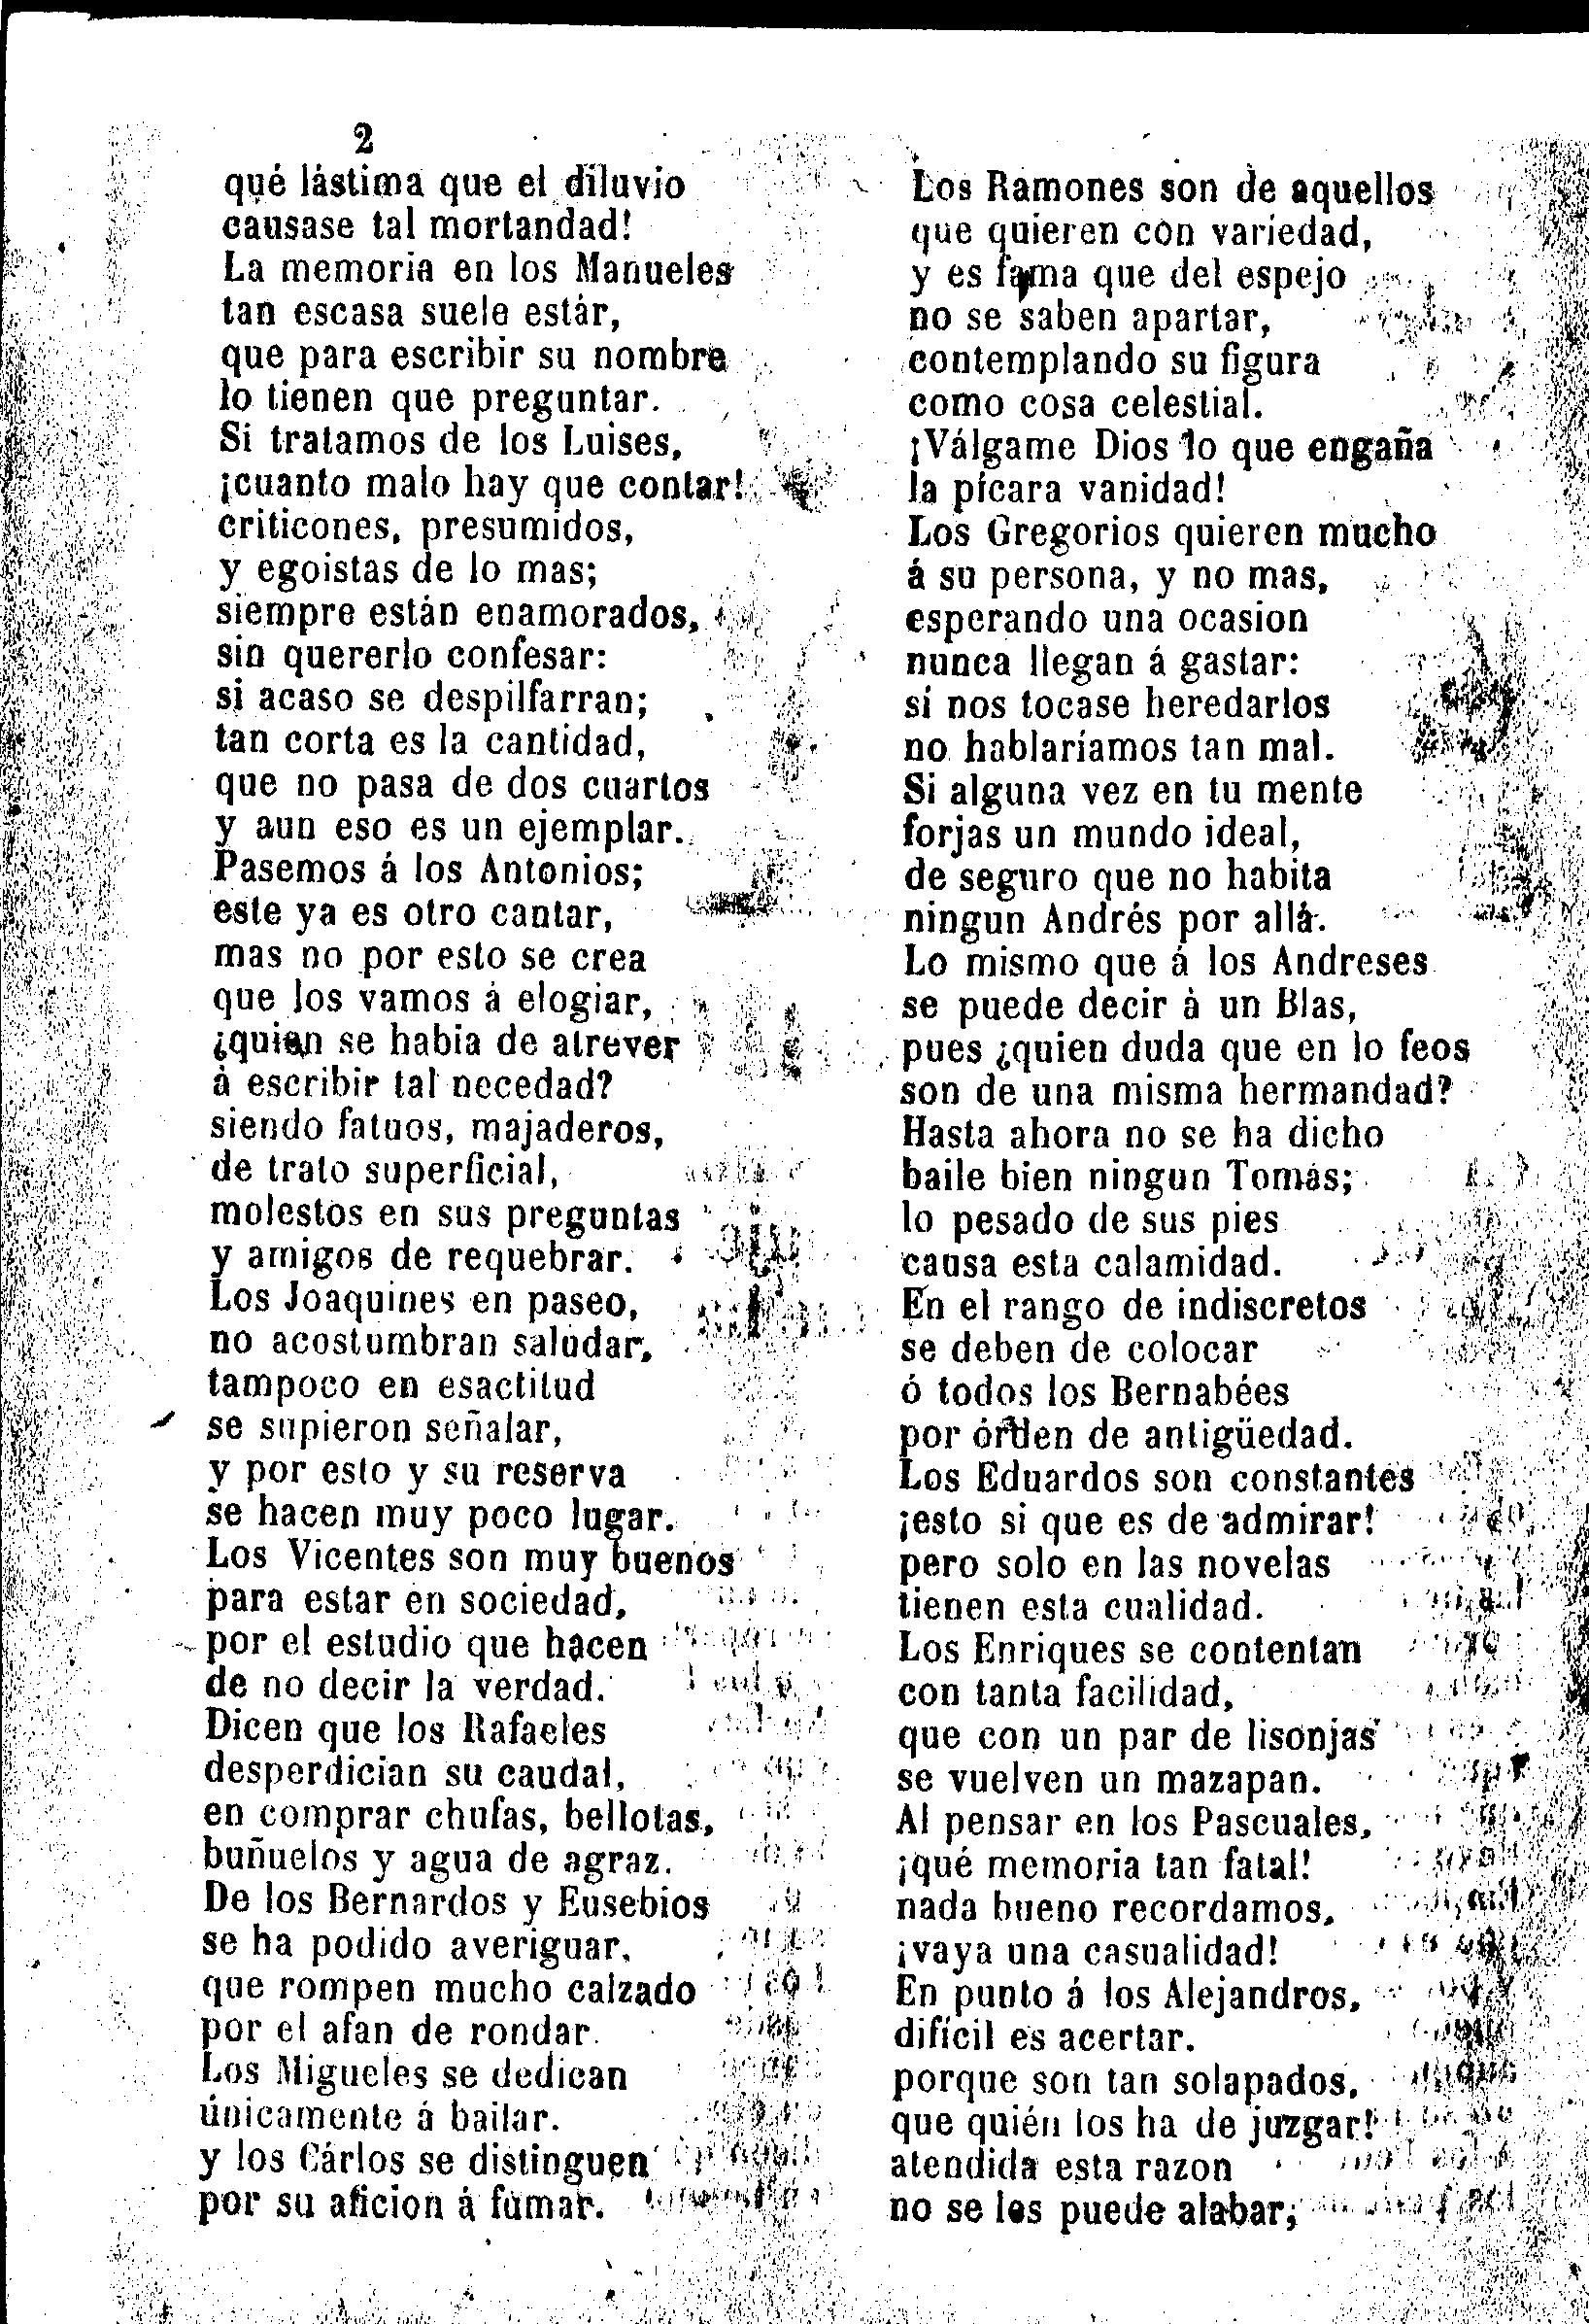 2
qué lástima que el diluvio
causase tal mortandad!
La memoria en los Manueles
tan escasa suele estár,
que para escribir su nombre
lo tienen que preguntar.
Si tratamos de los Luises,
¡cuanto malo hay que contar!
criticones, presumidos,
y egoistas de lo mas;
siempre están enamorados,
sin quererlo confesar:
si acaso se despilfarran;
tan corta es la cantidad,
que no pasa de dos cuartos
y aun eso es un ejemplar.
Pasemos á los Antonios;
este ya es otro cantar,
mas no por esto se crea
que los vamos á elogiar,
¿quien se habia de atrever
à escribir tal necedad?
siendo fatuos, majaderos,
de trato superficial,
molestos en sus preguntas
y amigos de requebrar.
Los Joaquines en paseo,
no acostumbran saludar,
tampoco en esactitud
se supieron señalar,
y por esto y su reserva
se hacen muy poco lugar.
Los Vicentes son muy buenos
para estar en sociedad,
por el estudio que hacen
de no decir la verdad.
Dicen que los Rafaeles
desperdician su caudal,
en comprar chufas, bellotas,
buñuelos y agua de agraz.
De los Bernardos y Eusebios
se ha podido averiguar,
que rompen mucho calzado
por el afan de rondar.
Los Migueles se dedican
únicamente á bailar.
y los Cárlos se distinguen
por su aficion á fumar.
Los Ramones son de aquellos
que quieren con variedad,
y es fama que del espejo
no se saben apartar,
contemplando su figura
como cosa celestial.
¡Válgame Dios lo que engaña
la pícara vanidad!
Los Gregorios quieren mucho
á su persona, y no mas,
esperando una ocasion
nunca llegan á gastar:
si nos tocase heredarlos
no hablaríamos tan mal.
Si alguna vez en tu mente
forjas un mundo ideal,
de seguro que no habita
ningun Andrés por allá.
Lo mismo que á los Andreses
se puede decir à un Blas,
pues ¿quien duda que en lo feos
son de una misma hermandad?
Hasta ahora no se ha dicho
baile bien ningun Tomás;
lo pesado de sus pies
causa esta calamidad.
En el rango de indiscretos
se deben de colocar
ó todos los Bernabées
por órden de antigüedad.
Los Eduardos son constantes
¡esto si que es de admirar!
pero solo en las novelas
tienen esta cualidad.
Los Enriques se contentan
con tanta facilidad,
que con un par de lisonjas
se vuelven un mazapan.
Al pensar en los Pascuales,
¡qué memoria tan fatal!
nada bueno recordamos,
¡vaya una casualidad!
En punto á los Alejandros,
difícil es acertar.
porque son tan solapados,
que quién los ha de juzgar!
atendida esta razon
no se les puede alabar;